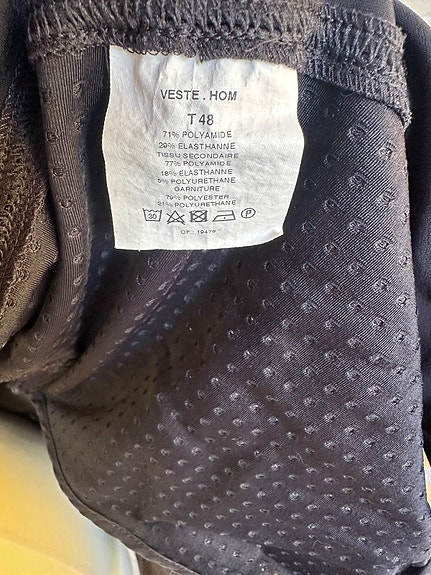 VESTE . HOM
T 48
71% POLYAMIDE
29% ELASTHANNE
TISSU SECONDAIRE
77% POLYAMIDE
18% ELASTHANNE
5% POLYURETHANE
GARNITURE
79% POLYESTER
21% POLYURETHANE
30 P